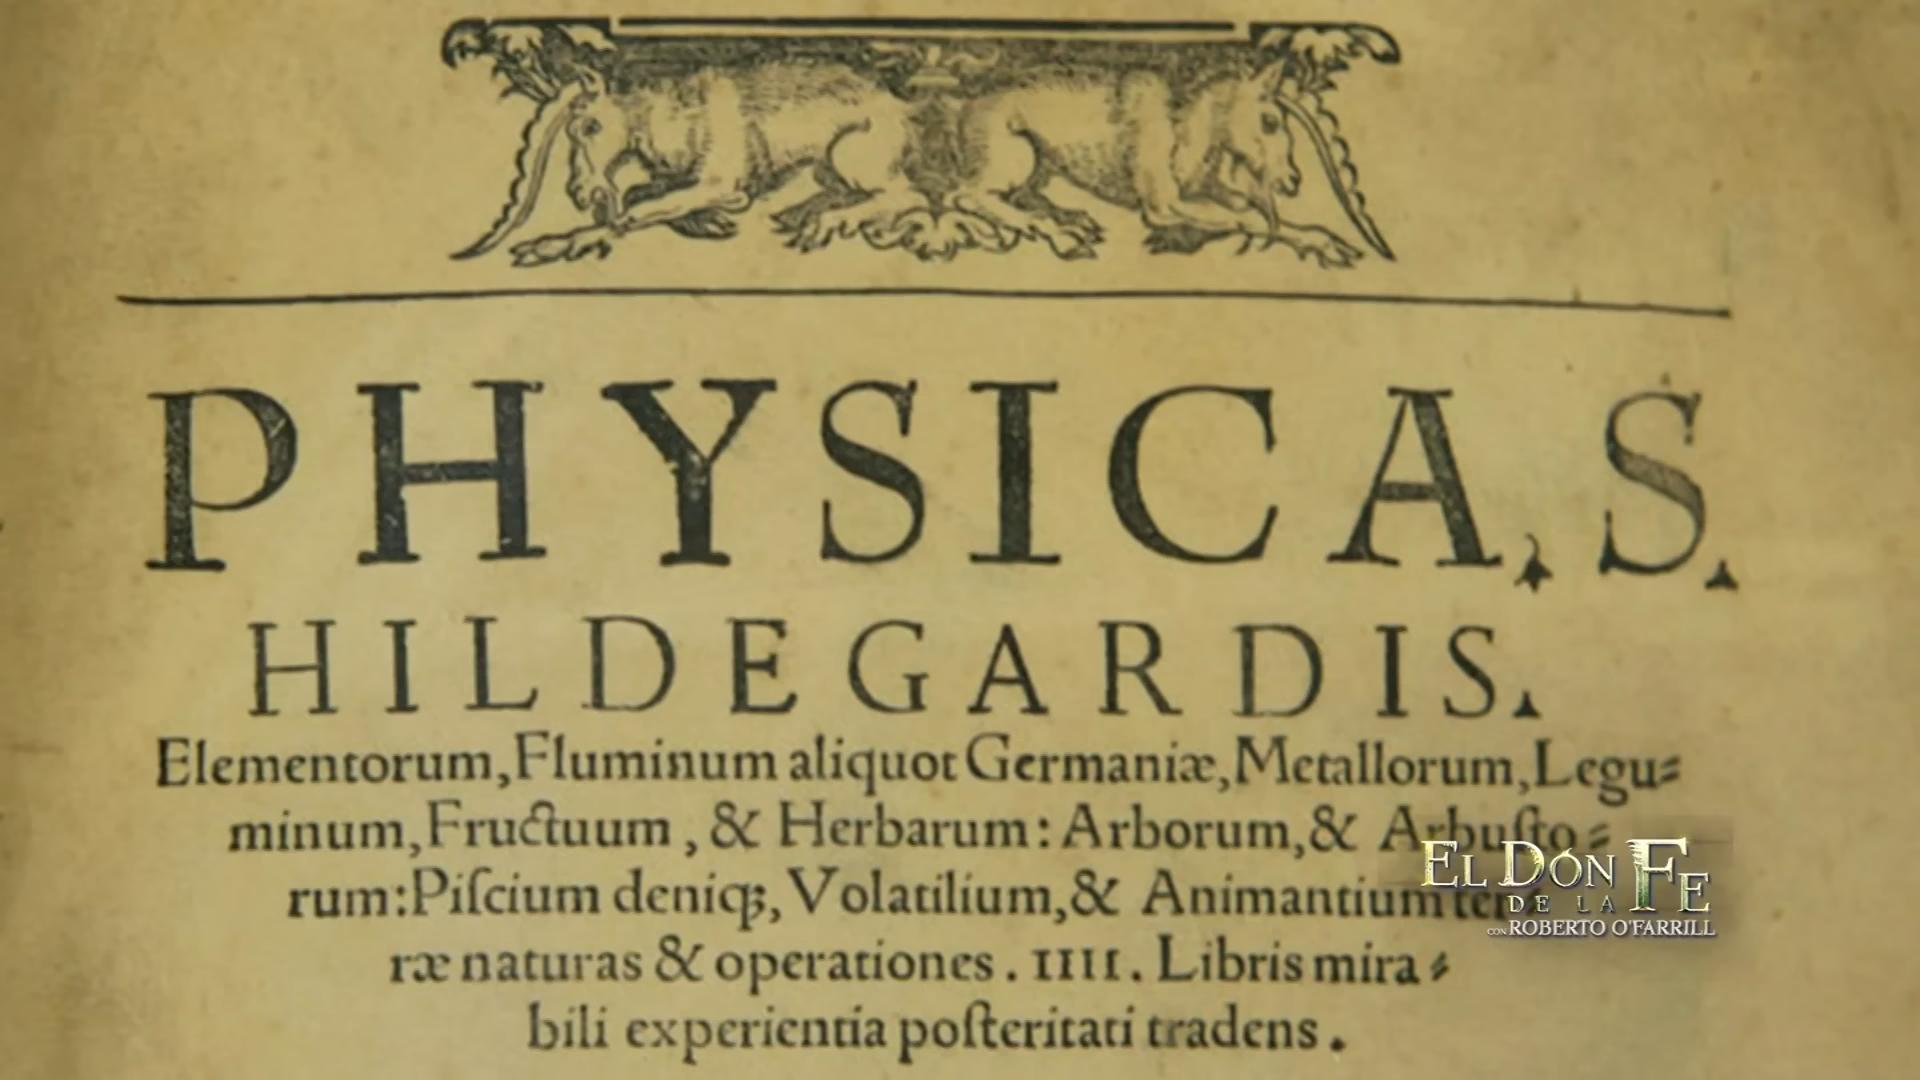 PHYSICA, S.
HILDEGARDIS.
Elementorum, Fluminum aliquot Germaniæ, Metallorum, Legu⸗
minum, Fructuum, & Herbarum: Arborum, & Arbuſto⸗
rum: Piſcium deniqꝫ, Volatilium, & Animantium ter⸗
ræ naturas & operationes. IIII. Libris mira⸗
bili experientia poſteritati tradens.
EL DON
DE LA FE
CON ROBERTO O'FARRILL